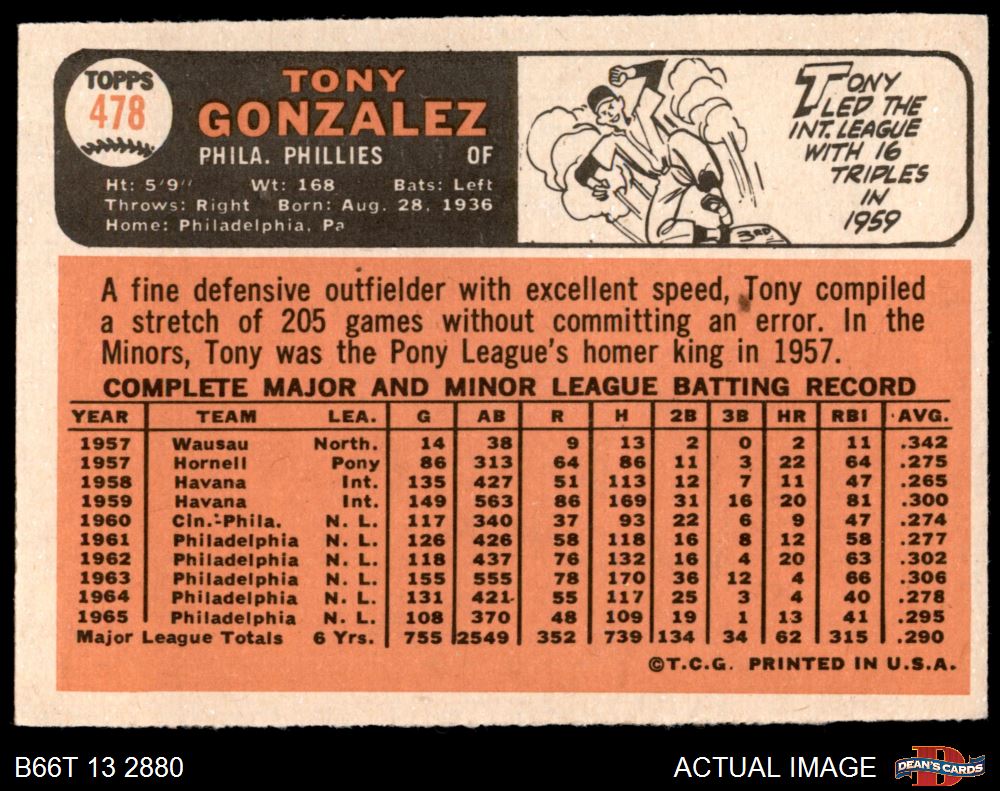 TOPPS
478
TONY
GONZALEZ
PHILA. PHILLIES OF
Ht: 5'9" Wt: 168 Bats: Left
Throws: Right Born: Aug. 28, 1936
Home: Philadelphia, Pa
TONY
LED THE
INT. LEAGUE
WITH 16
TRIPLES
IN
1959
3RD
A fine defensive outfielder with excellent speed, Tony compiled
a stretch of 205 games without committing an error. In the
Minors, Tony was the Pony League's homer king in 1957.
COMPLETE MAJOR AND MINOR LEAGUE BATTING RECORD
YEAR TEAM LEA. G AB R H 2B 3B HR RBI AVG.
1957 Wausau North. 14 38 9 13 2 0 2 11 .342
1957 Hornell Pony 86 313 64 86 11 3 22 64 .275
1958 Havana Int. 135 427 51 113 12 7 11 47 .265
1959 Havana Int. 149 563 86 169 31 16 20 81 .300
1960 Cin.-Phila. N. L. 117 340 37 93 22 6 9 47 .274
1961 Philadelphia N. L. 126 426 58 118 16 8 12 58 .277
1962 Philadelphia N. L. 118 437 76 132 16 4 20 63 .302
1963 Philadelphia N. L. 155 555 78 170 36 12 4 66 .306
1964 Philadelphia N. L. 131 421 55 117 25 3 4 40 .278
1965 Philadelphia N. L. 108 370 48 109 19 1 13 41 .295
Major League Totals 6 Yrs. 755 2549 352 739 134 34 62 315 .290
©T.C.G. PRINTED IN U.S.A.
B66T 13 2880 ACTUAL IMAGE DEAN'S CARDS